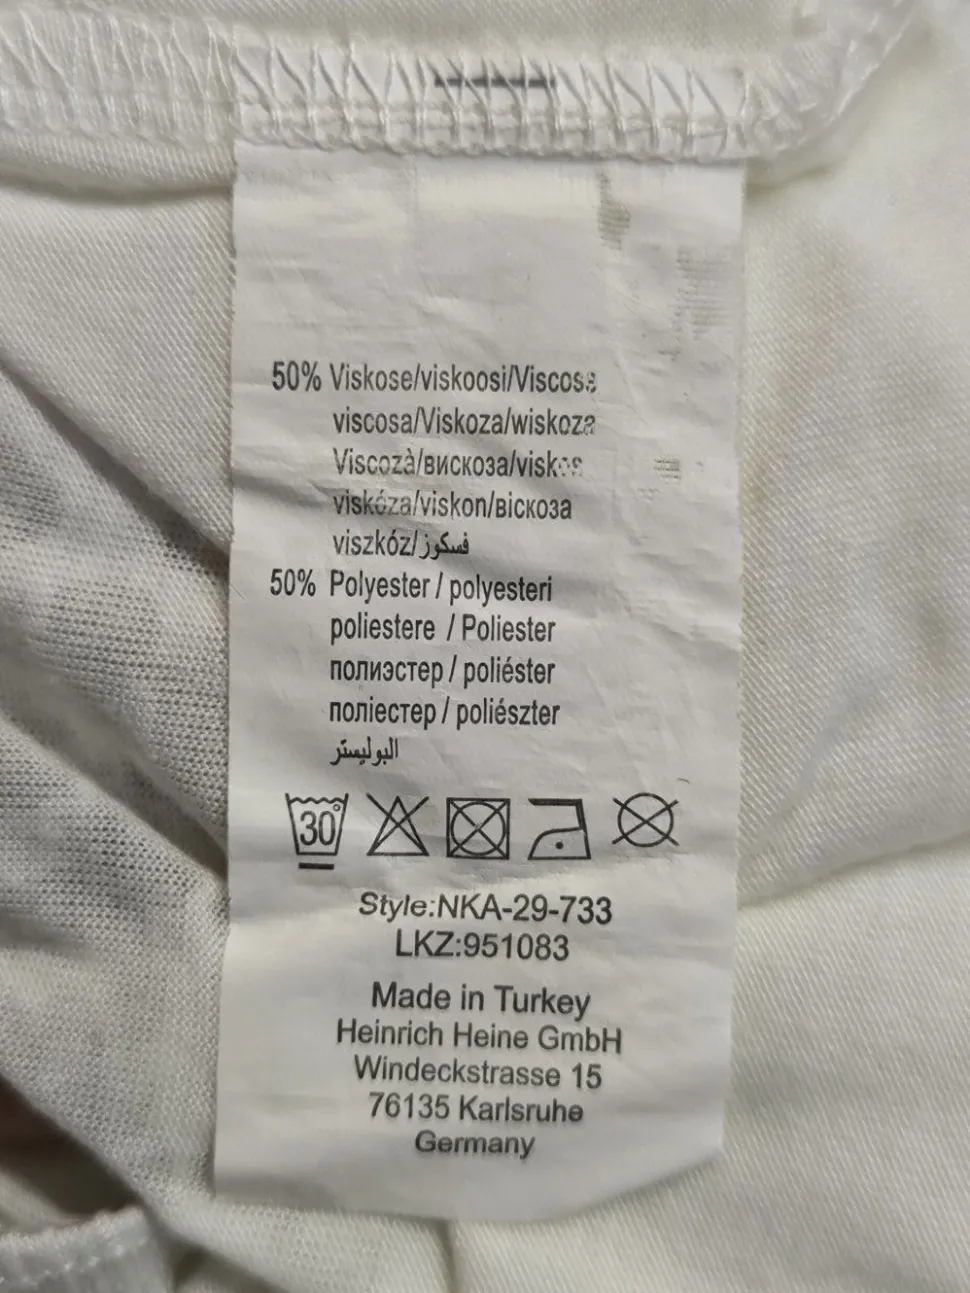 50% Viskose/viskoosi/Viscose
viscosa/Viskoza/wiskoza
Viscozà/вискоза/viskos
viskóza/viskon/віскоза
viszkóz/فسكوز
50% Polyester / polyesteri
poliestere / Poliester
полиэстер / poliéster
поліестер / poliészter
البوليستر
30°
Style:NKA-29-733
LKZ:951083
Made in Turkey
Heinrich Heine GmbH
Windeckstrasse 15
76135 Karlsruhe
Germany